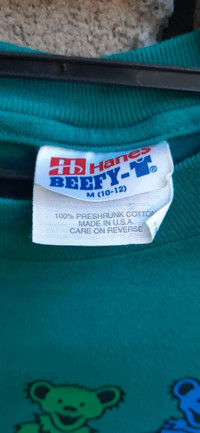 Hanes
BEEFY-T®
M (10-12)
100% PRESHRUNK COTTON
MADE IN U.S.A
CARE ON REVERSE